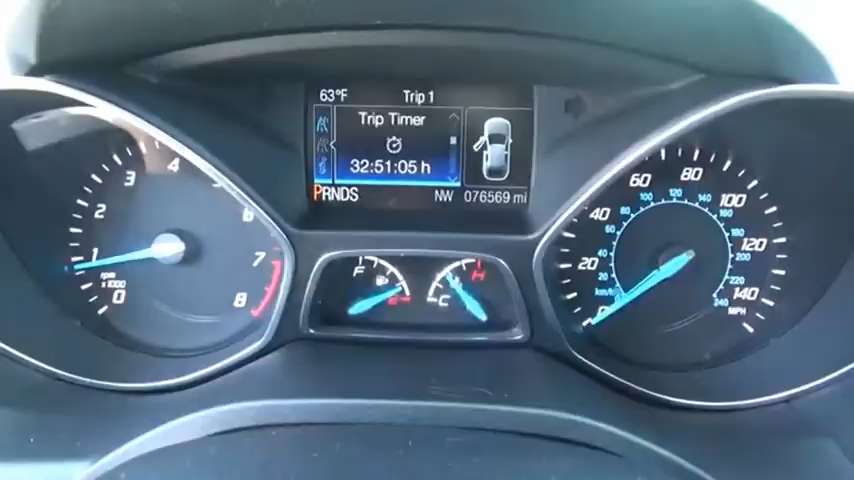 63°F
Trip 1
Trip Timer
32:51:05 h
PRNDS
NW
076569 mi
0
1
2
3
4
6
7
8
rpm
x1000
F
E
C
H
0
20
40
60
80
100
120
140
MPH
km/h
20
40
60
80
100
120
140
160
180
200
220
240